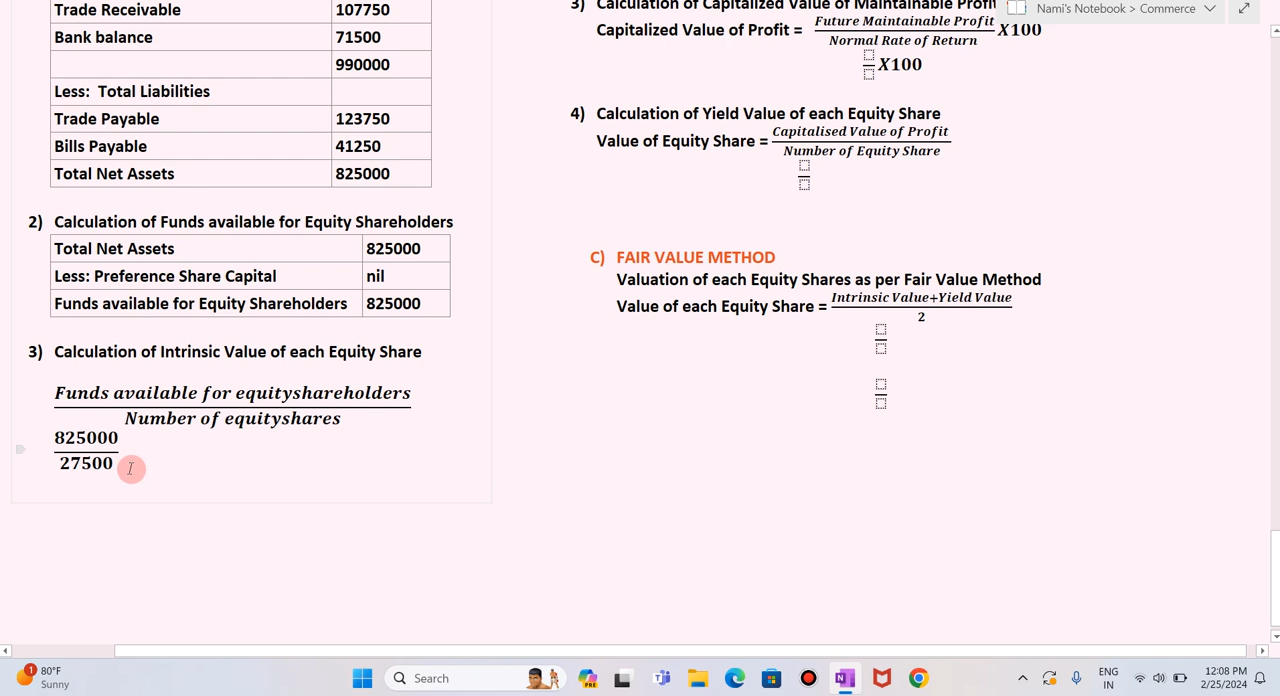 Trade Receivable 107750
Bank balance 71500
990000
Less: Total Liabilities
Trade Payable 123750
Bills Payable 41250
Total Net Assets 825000
2) Calculation of Funds available for Equity Shareholders
Total Net Assets 825000
Less: Preference Share Capital nil
Funds available for Equity Shareholders 825000
3) Calculation of Intrinsic Value of each Equity Share
Funds available for equityshareholders
Number of equityshares
825000
27500
3) Calculation of Capitalized Value of Maintainable Profit
Capitalized Value of Profit = Future Maintainable Profit X100
Normal Rate of Return
X100
4) Calculation of Yield Value of each Equity Share
Value of Equity Share = Capitalised Value of Profit
Number of Equity Share
C) FAIR VALUE METHOD
Valuation of each Equity Shares as per Fair Value Method
Value of each Equity Share = Intrinsic Value+Yield Value
2
Nami's Notebook > Commerce
1
80°F
Sunny
Search
PRE
ENG
IN
12:08 PM
2/25/2024